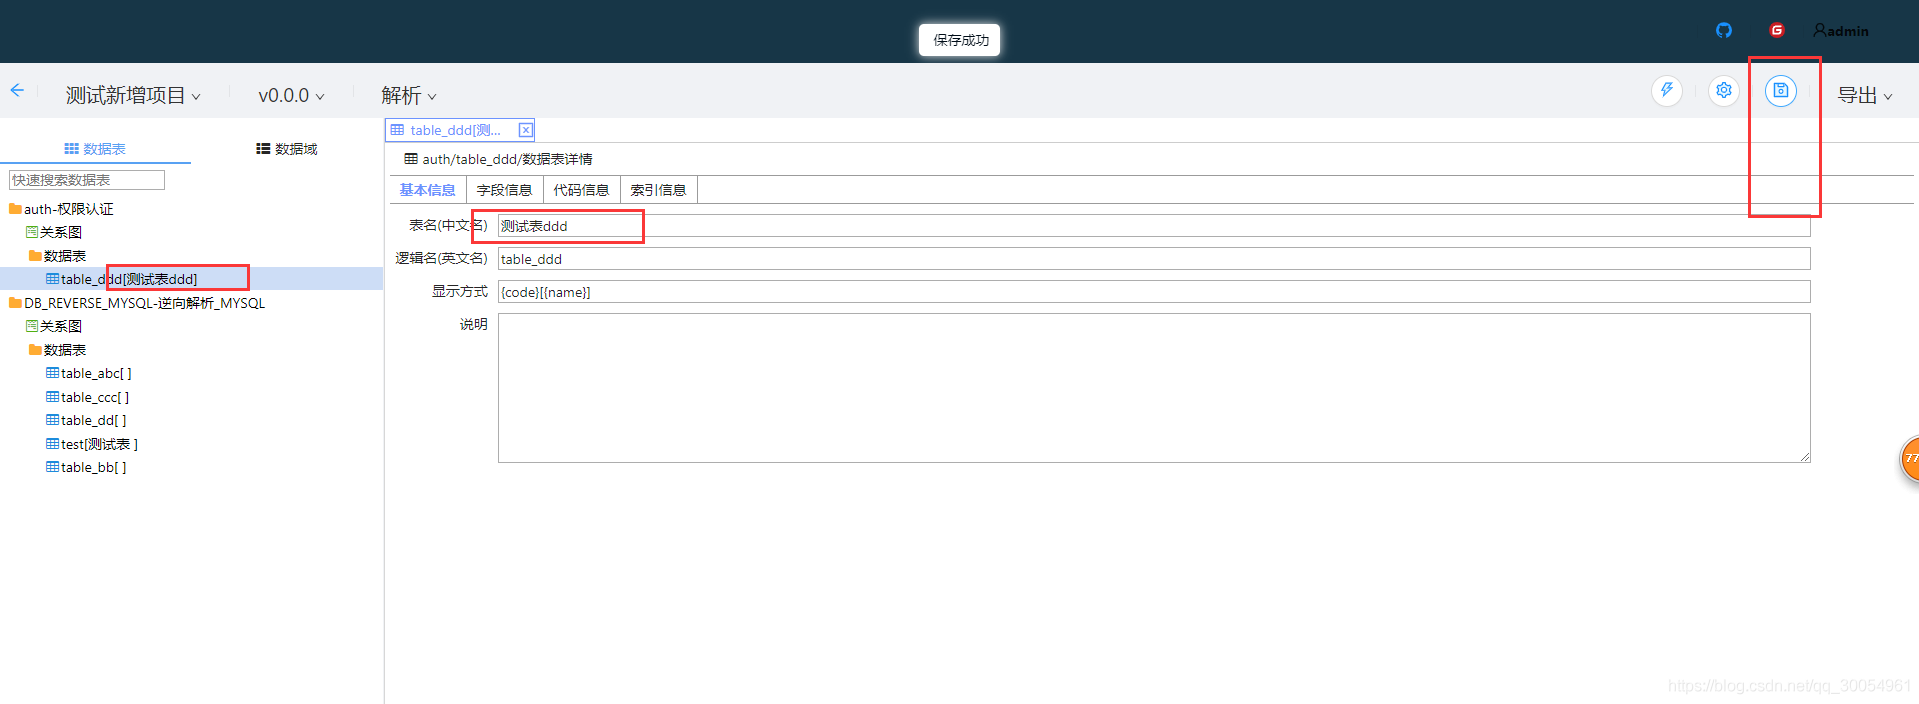 保存成功
admin
测试新增项目
v0.0.0
解析
导出
数据表
数据域
快速搜索数据表
auth-权限认证
关系图
数据表
table_ddd[测试表ddd]
DB_REVERSE_MYSQL-逆向解析_MYSQL
关系图
数据表
table_abc[ ]
table_ccc[ ]
table_dd[ ]
test[测试表 ]
table_bb[ ]
table_ddd[测...
auth/table_ddd/数据表详情
基本信息 字段信息 代码信息 索引信息
表名(中文名) 测试表ddd
逻辑名(英文名) table_ddd
显示方式 {code}[{name}]
说明
77
https://blog.csdn.net/qq_30054961